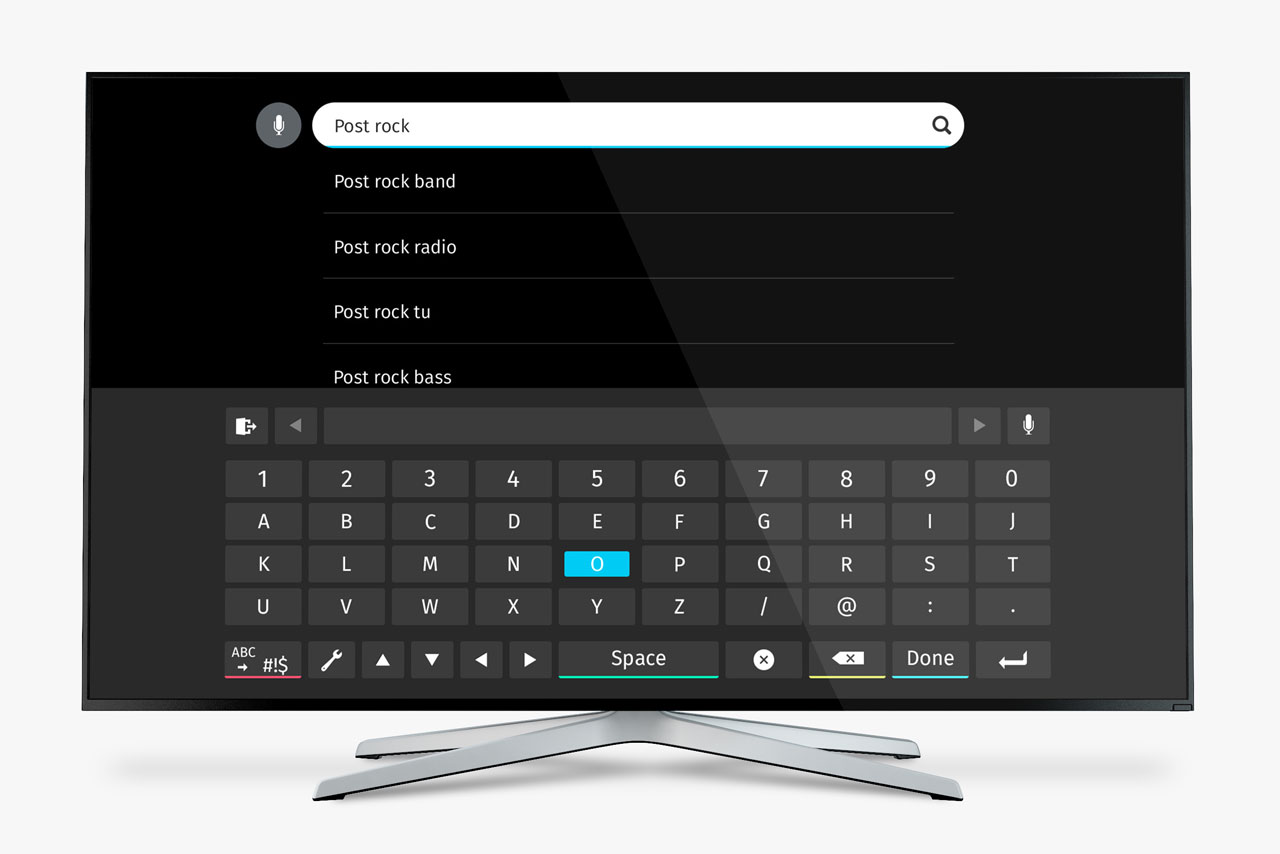 Post rock
Post rock band
Post rock radio
Post rock tu
Post rock bass
1 2 3 4 5 6 7 8 9 0
A B C D E F G H I J
K L M N O P Q R S T
U V W X Y Z / @ : .
ABC
#!$ Space Done